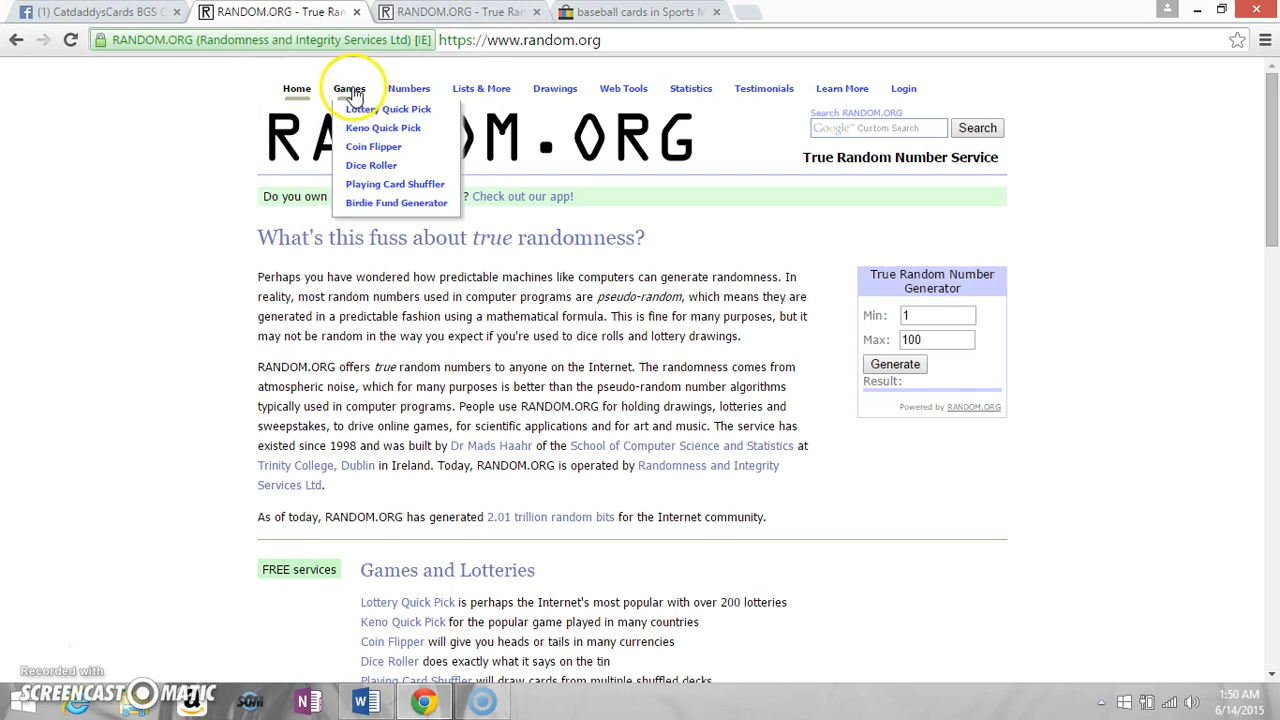 (1) CatdaddysCards BGS G
RANDOM.ORG - True Ran
RANDOM.ORG - True Ran
baseball cards in Sports M
RANDOM.ORG (Randomness and Integrity Services Ltd) [IE]
https://www.random.org
Home Games Numbers Lists & More Drawings Web Tools Statistics Testimonials Learn More Login
Lottery Quick Pick
Keno Quick Pick
Coin Flipper
Dice Roller
Playing Card Shuffler
Birdie Fund Generator
Search RANDOM.ORG
Google™ Custom Search
Search
RANDOM.ORG
True Random Number Service
Do you own ? Check out our app!
What's this fuss about true randomness?
Perhaps you have wondered how predictable machines like computers can generate randomness. In
reality, most random numbers used in computer programs are pseudo-random, which means they are
generated in a predictable fashion using a mathematical formula. This is fine for many purposes, but it
may not be random in the way you expect if you're used to dice rolls and lottery drawings.
RANDOM.ORG offers true random numbers to anyone on the Internet. The randomness comes from
atmospheric noise, which for many purposes is better than the pseudo-random number algorithms
typically used in computer programs. People use RANDOM.ORG for holding drawings, lotteries and
sweepstakes, to drive online games, for scientific applications and for art and music. The service has
existed since 1998 and was built by Dr Mads Haahr of the School of Computer Science and Statistics at
Trinity College, Dublin in Ireland. Today, RANDOM.ORG is operated by Randomness and Integrity
Services Ltd.
As of today, RANDOM.ORG has generated 2.01 trillion random bits for the Internet community.
True Random Number
Generator
Min: 1
Max: 100
Generate
Result:
Powered by RANDOM.ORG
FREE services
Games and Lotteries
Lottery Quick Pick is perhaps the Internet's most popular with over 200 lotteries
Keno Quick Pick for the popular game played in many countries
Coin Flipper will give you heads or tails in many currencies
Dice Roller does exactly what it says on the tin
Playing Card Shuffler will draw cards from multiple shuffled decks
Recorded with
SCREENCAST-O-MATIC
1:50 AM
6/14/2015